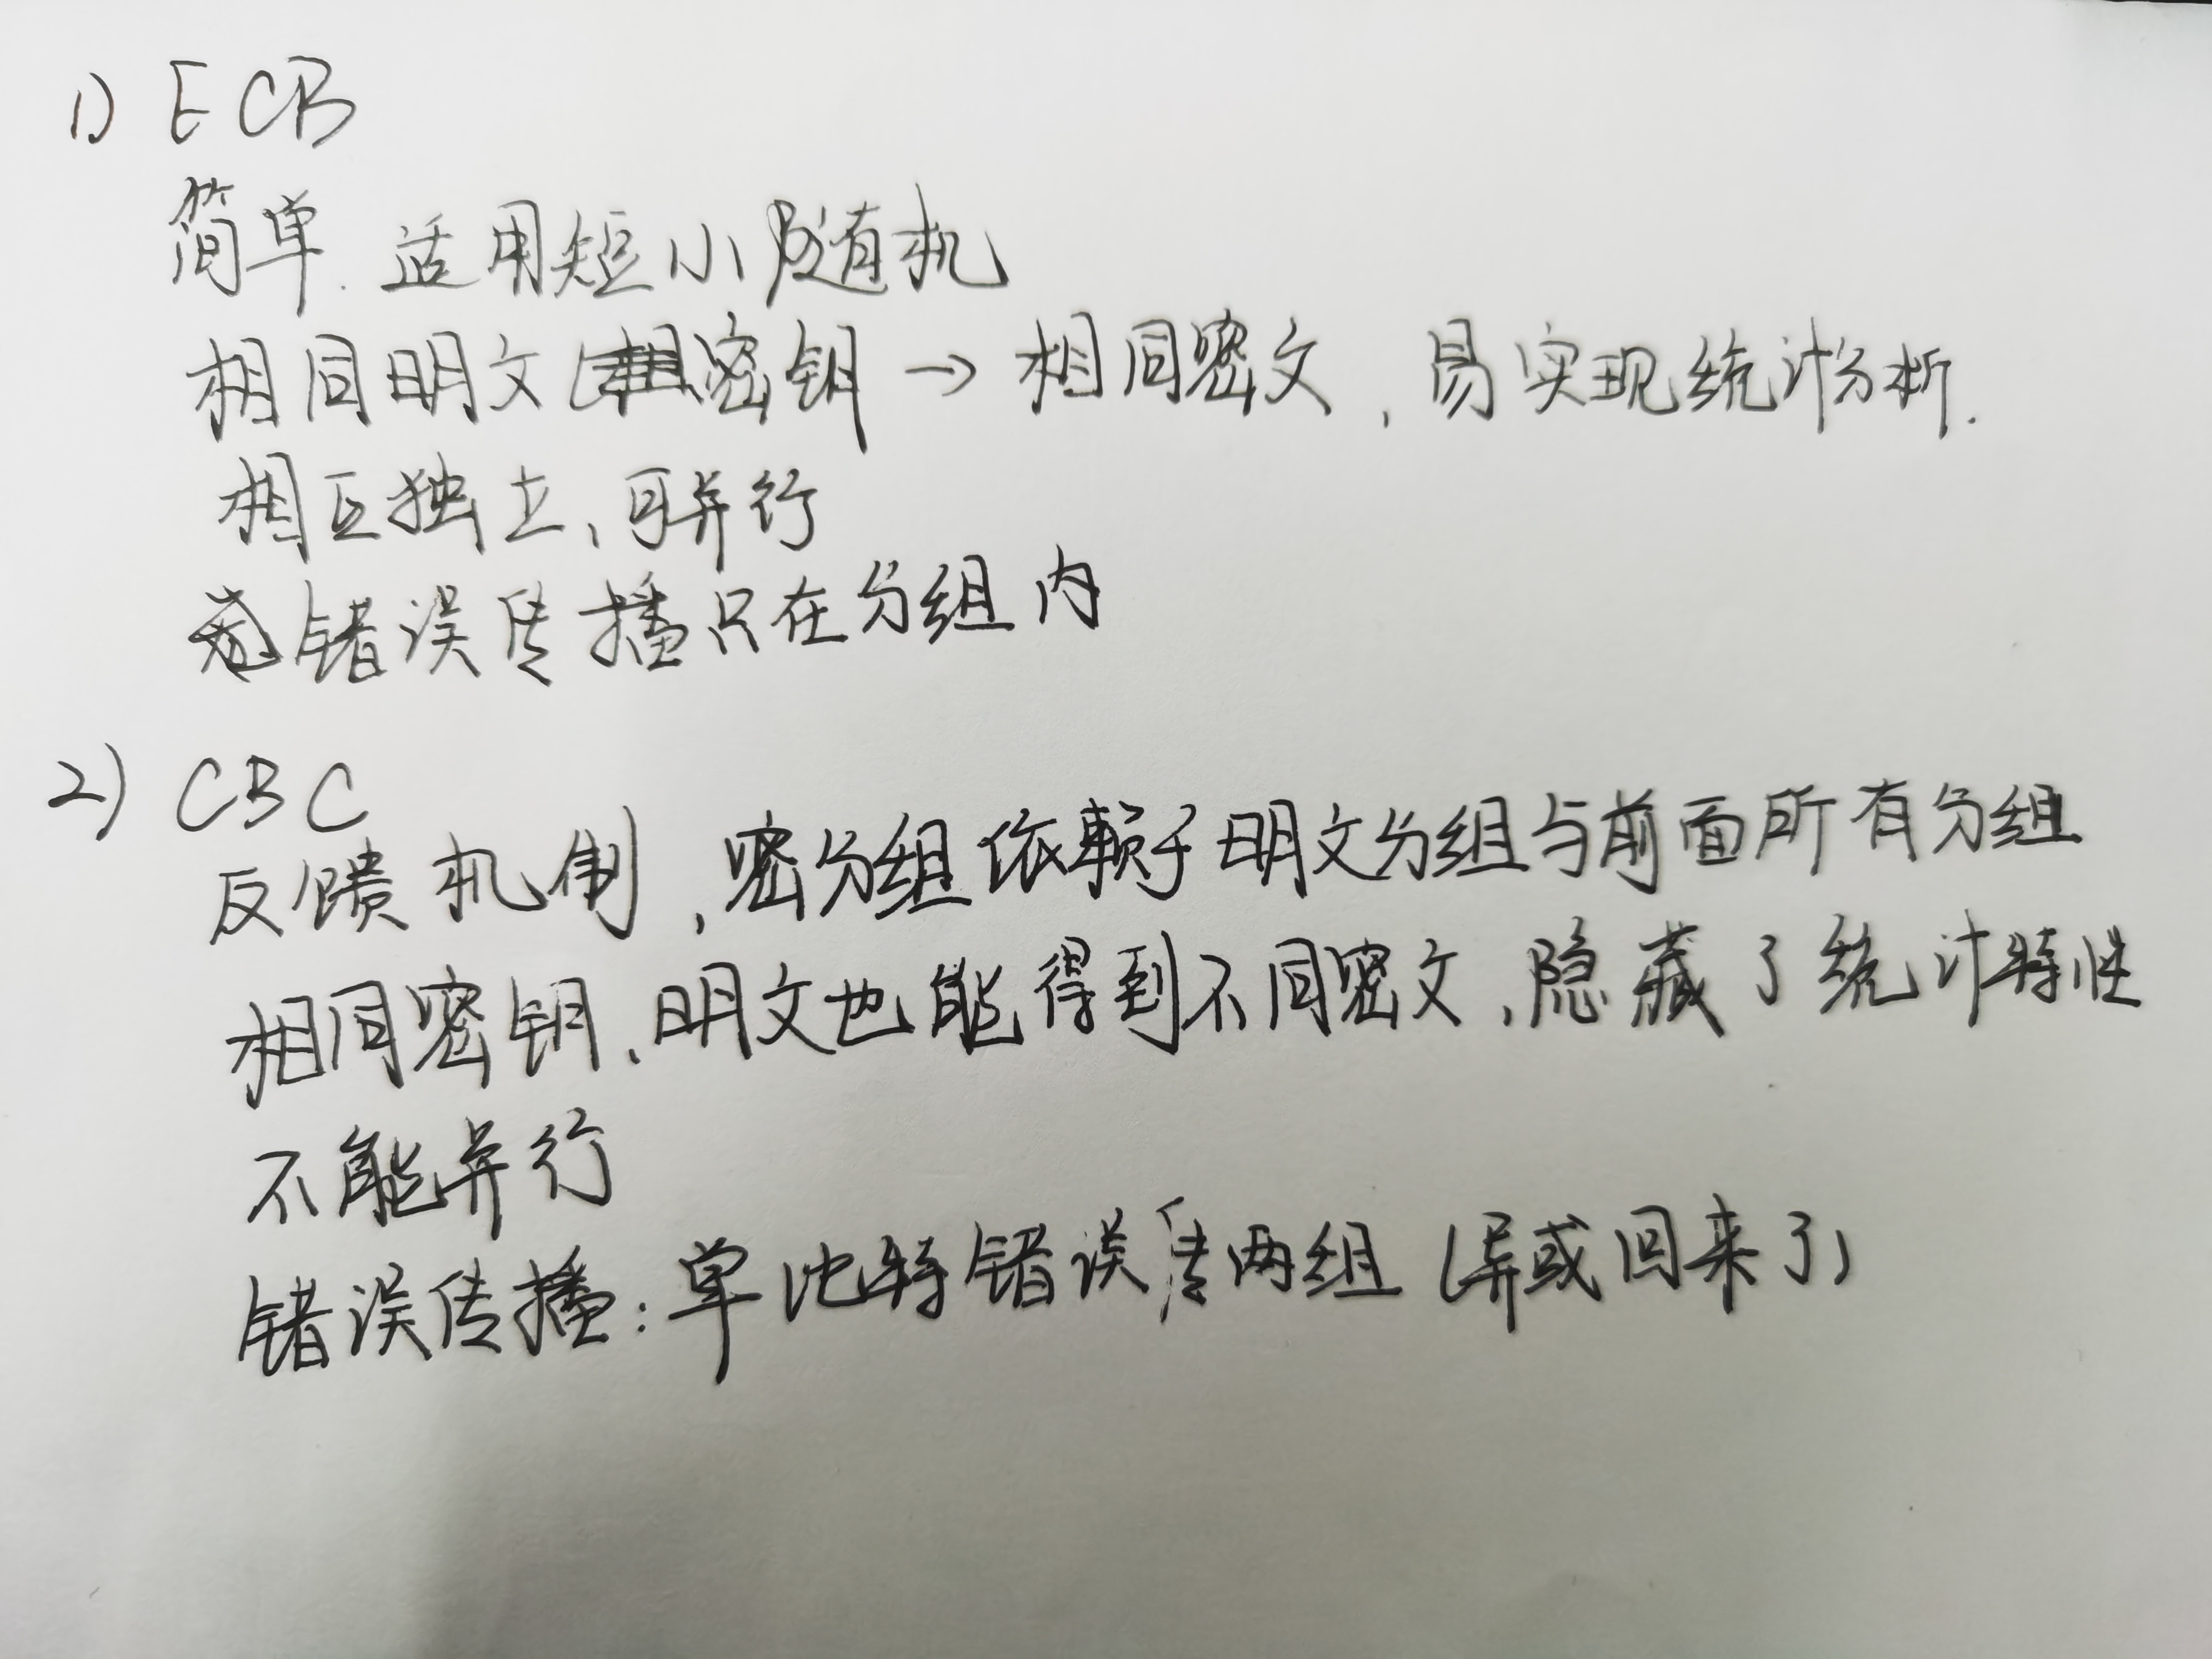 1) ECB
简单.适用短小随机
相同明文密钥→相同密文,易实现统计分析.
相互独立、可并行
错误传播只在分组内
2) CBC
反馈机制,密分组依赖于明文分组与前面所有分组
相同密钥、明文也能得到不同密文、隐藏了统计特性
不能并行
错误传播:单比特错误传两组(异或回来了)